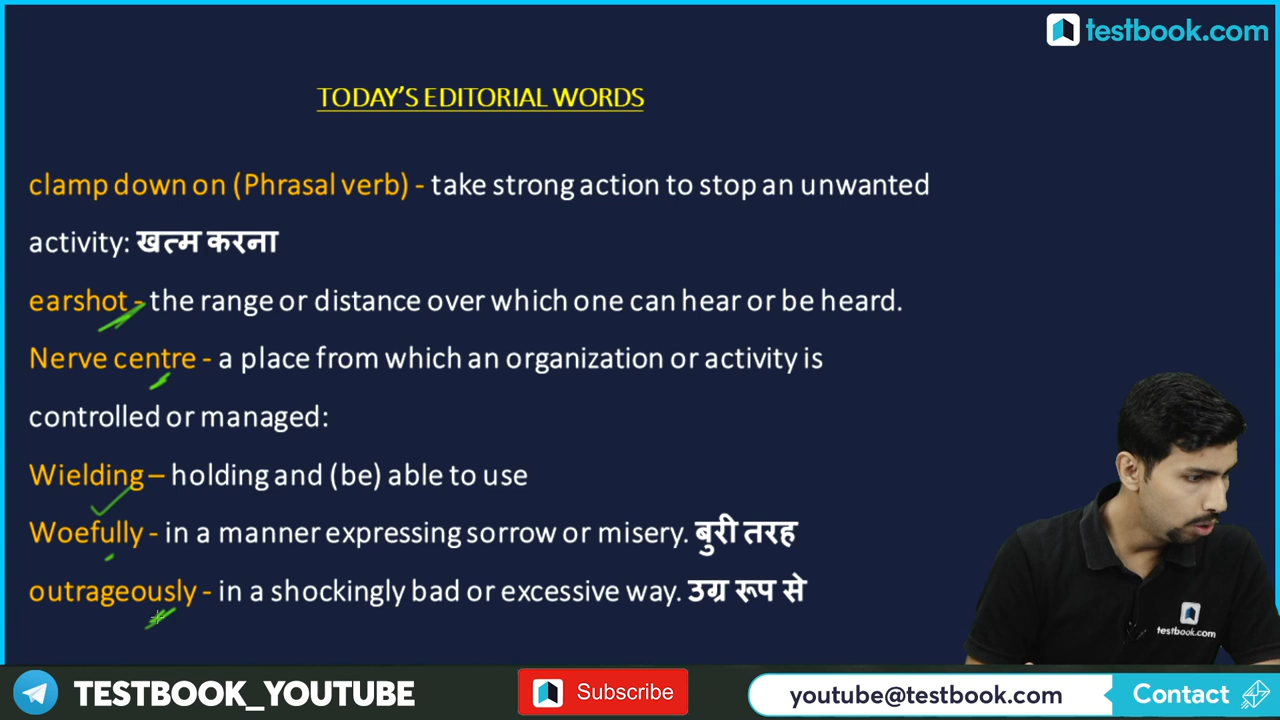 testbook.com
TODAY'S EDITORIAL WORDS
clamp down on (Phrasal verb) - take strong action to stop an unwanted
activity: खत्म करना
earshot - the range or distance over which one can hear or be heard.
Nerve centre - a place from which an organization or activity is
controlled or managed:
Wielding – holding and (be) able to use
Woefully - in a manner expressing sorrow or misery. बुरी तरह
outrageously - in a shockingly bad or excessive way. उग्र रूप से
testbook.com
TESTBOOK_YOUTUBE
Subscribe
youtube@testbook.com
Contact